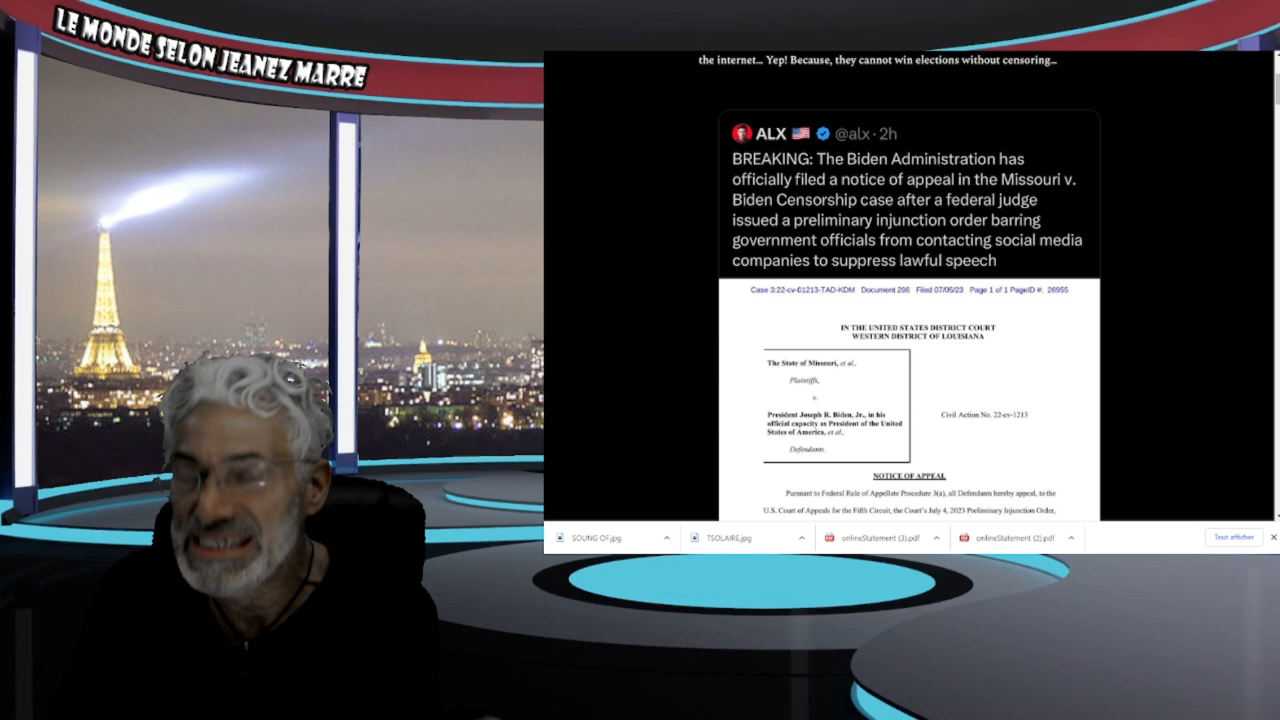 LE MONDE SELON JEANEZ MARRE
the internet... Yep! Because, they cannot win elections without censoring...
ALX @alx · 2h
BREAKING: The Biden Administration has
officially filed a notice of appeal in the Missouri v.
Biden Censorship case after a federal judge
issued a preliminary injunction order barring
government officials from contacting social media
companies to suppress lawful speech
Case 3:22-cv-01213-TAD-KDM Document 296 Filed 07/05/23 Page 1 of 1 PageID #: 26955
IN THE UNITED STATES DISTRICT COURT
WESTERN DISTRICT OF LOUISIANA
The State of Missouri, et al.,
Plaintiffs,
v.
President Joseph R. Biden, Jr., in his
official capacity as President of the United
States of America, et al.,
Defendants.
Civil Action No. 22-cv-1213
NOTICE OF APPEAL
Pursuant to Federal Rule of Appellate Procedure 3(a), all Defendants hereby appeal, to the
U.S. Court of Appeals for the Fifth Circuit, the Court's July 4, 2023 Preliminary Injunction Order,
SOUNG OF.jpg
TSOLAIRE.jpg
onlineStatement (3).pdf
onlineStatement (2).pdf
Tout afficher